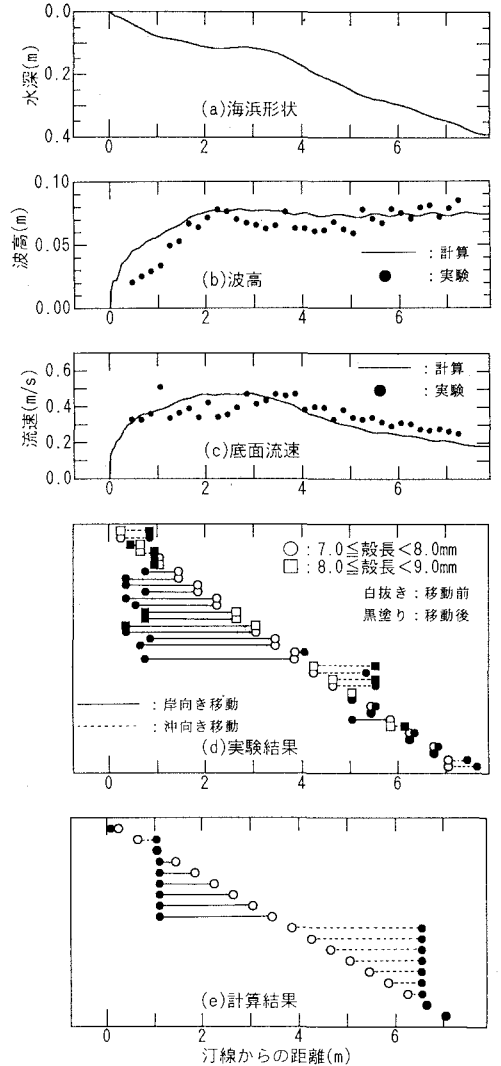 0.0
0.2
0.4
水深(m)
(a)海浜形状
0 2 4 6
0.10
0.05
0.00
波高(m)
——：計算
●：実験
(b)波高
0 2 4 6
0.6
0.4
0.2
0.0
流速(m/s)
——：計算
●：実験
(c)底面流速
0 2 4 6
○：7.0≦殻長＜8.0mm
□：8.0≦殻長＜9.0mm
白抜き：移動前
黒塗り：移動後
——：岸向き移動
-----：沖向き移動
(d)実験結果
0 2 4 6
(e)計算結果
0 2 4 6
汀線からの距離(m)